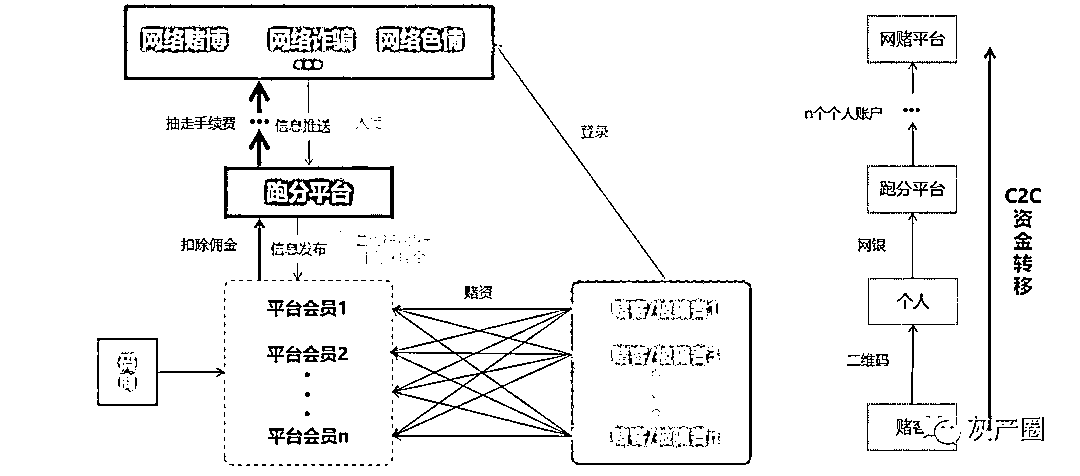 网络赌博 网络诈骗 网络色情
抽走手续费
信息推送
登录
跑分平台
扣除佣金
信息发布
赌资
平台会员1
平台会员2
平台会员n
赌客/被骗者1
赌客/被骗者2
赌客/被骗者n
网赌平台
n个个人账户
跑分平台
网银
个人
二维码
赌
C2C
资金转移
灰产圈